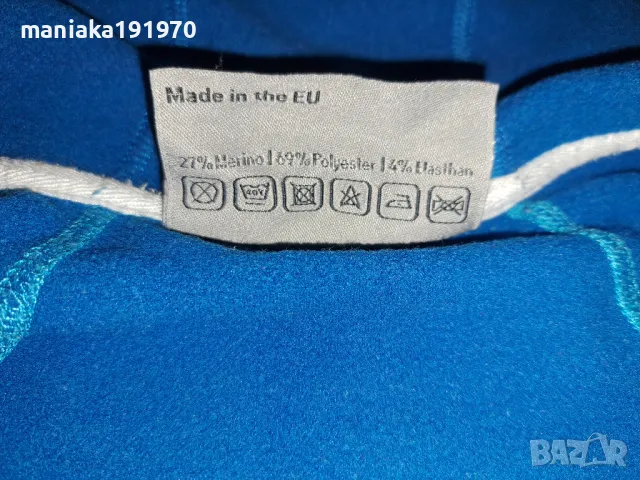 maniaka191970
Made in the EU
27% Merino | 69% Polyester | 4% Elasthan
40°
BAZAR